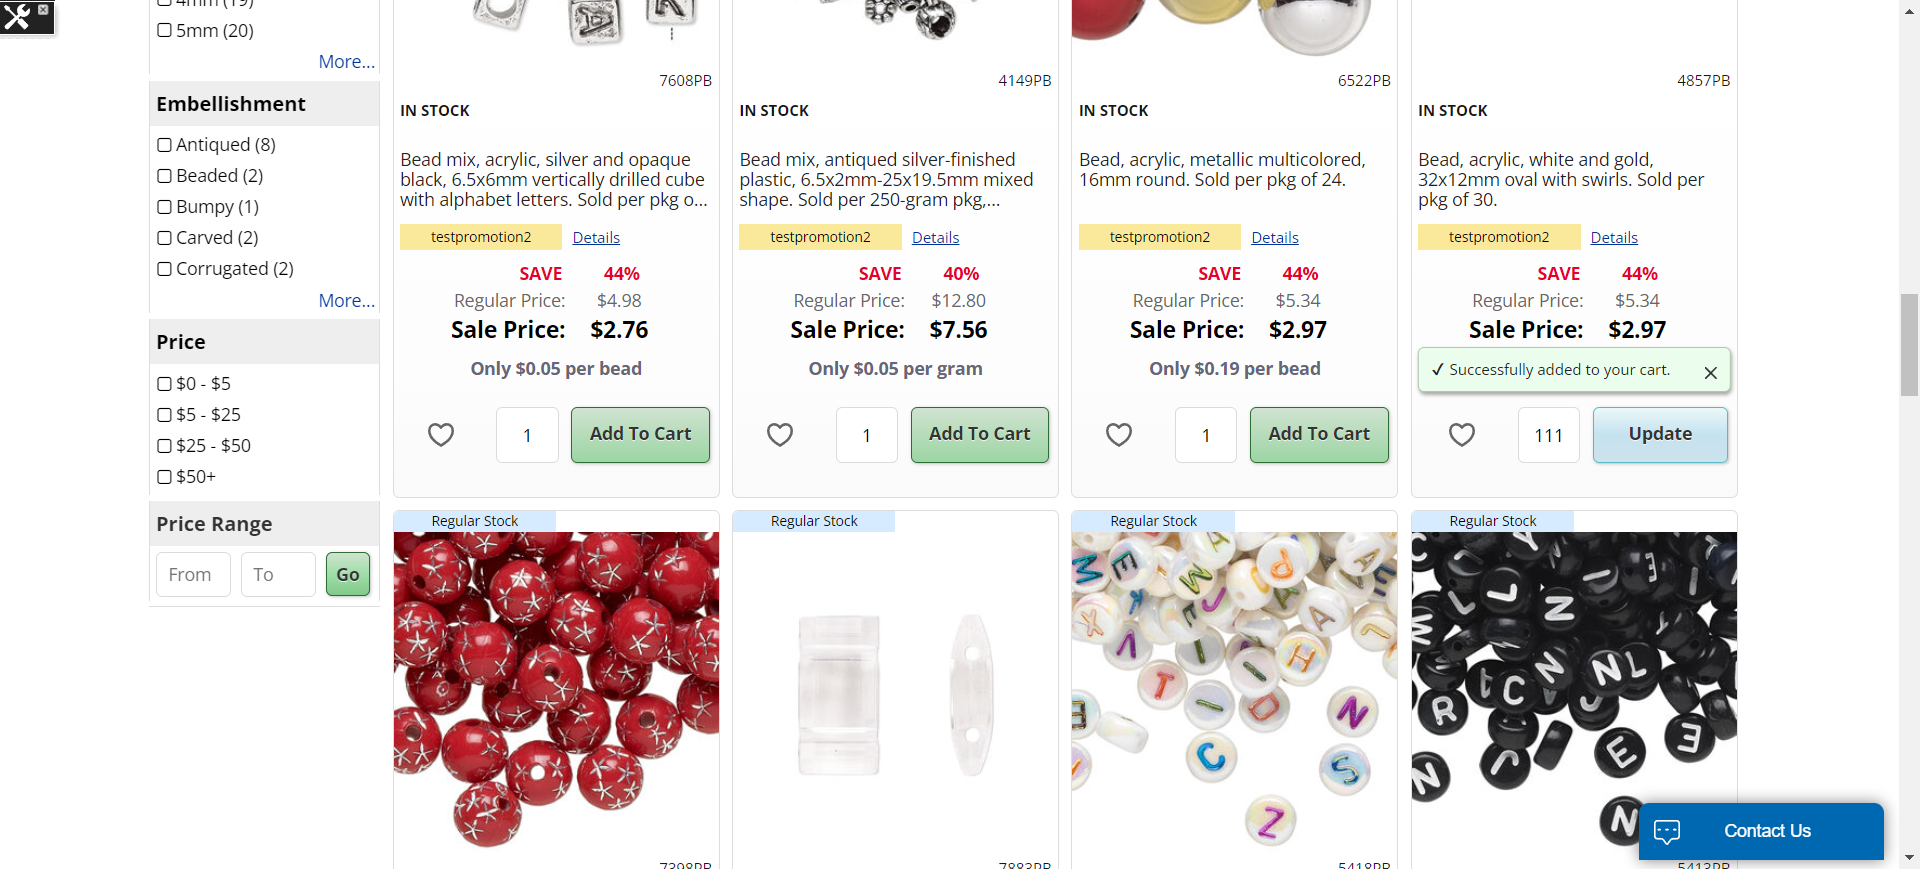 5mm (20)
More...
Embellishment
Antiqued (8)
Beaded (2)
Bumpy (1)
Carved (2)
Corrugated (2)
More...
Price
$0 - $5
$5 - $25
$25 - $50
$50+
Price Range
From
To
Go
7608PB
IN STOCK
Bead mix, acrylic, silver and opaque
black, 6.5x6mm vertically drilled cube
with alphabet letters. Sold per pkg o...
testpromotion2 Details
SAVE 44%
Regular Price: $4.98
Sale Price: $2.76
Only $0.05 per bead
1
Add To Cart
4149PB
IN STOCK
Bead mix, antiqued silver-finished
plastic, 6.5x2mm-25x19.5mm mixed
shape. Sold per 250-gram pkg,...
testpromotion2 Details
SAVE 40%
Regular Price: $12.80
Sale Price: $7.56
Only $0.05 per gram
1
Add To Cart
6522PB
IN STOCK
Bead, acrylic, metallic multicolored,
16mm round. Sold per pkg of 24.
testpromotion2 Details
SAVE 44%
Regular Price: $5.34
Sale Price: $2.97
Only $0.19 per bead
1
Add To Cart
4857PB
IN STOCK
Bead, acrylic, white and gold,
32x12mm oval with swirls. Sold per
pkg of 30.
testpromotion2 Details
SAVE 44%
Regular Price: $5.34
Sale Price: $2.97
✓ Successfully added to your cart.
111
Update
Regular Stock
Regular Stock
Regular Stock
Regular Stock
Contact Us